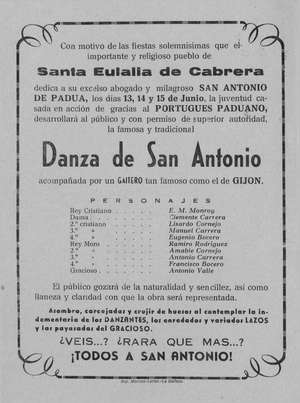 Con motivo de las fiestas solemnísimas que el
importante y religioso pueblo de
Santa Eulalia de Cabrera
dedica a su excelso abogado y milagroso SAN ANTONIO
DE PADUA, los días 13, 14 y 15 de Junio, la juventud ca-
sada en acción de gracias al PORTUGUES PADUANO,
desarrollará al público y con permiso de superior autoridad,
la famosa y tradicional
Danza de San Antonio
acompañada por un GAITERO tan famoso como el de GIJON.
PERSONAJES
Rey Cristiano . . . . . E. M. Monroy
Dama . . . . . Clemente Carrera
2.º cristiano . . . . . Lisardo Cornejo
3.º » . . . . . Manuel Carrera
4.º » . . . . . Eugenio Bocero
Rey Moro . . . . . Ramiro Rodríguez
2.º » . . . . . Amable Cornejo
3.º » . . . . . Antonio Carrera
4.º » . . . . . Francisco Bocero
Gracioso . . . . . Antonio Valle
El público gozará de la naturalidad y sencillez, así como
llaneza y claridad con que la obra será representada.
Asombro, carcajadas y crujir de huesos al contemplar la in-
dementaria de los DANZANTES, los enredados y variados LAZOS
y las payasadas del GRACIOSO.
¿VEIS...? ¿RARA QUE MAS...?
¡TODOS A SAN ANTONIO!